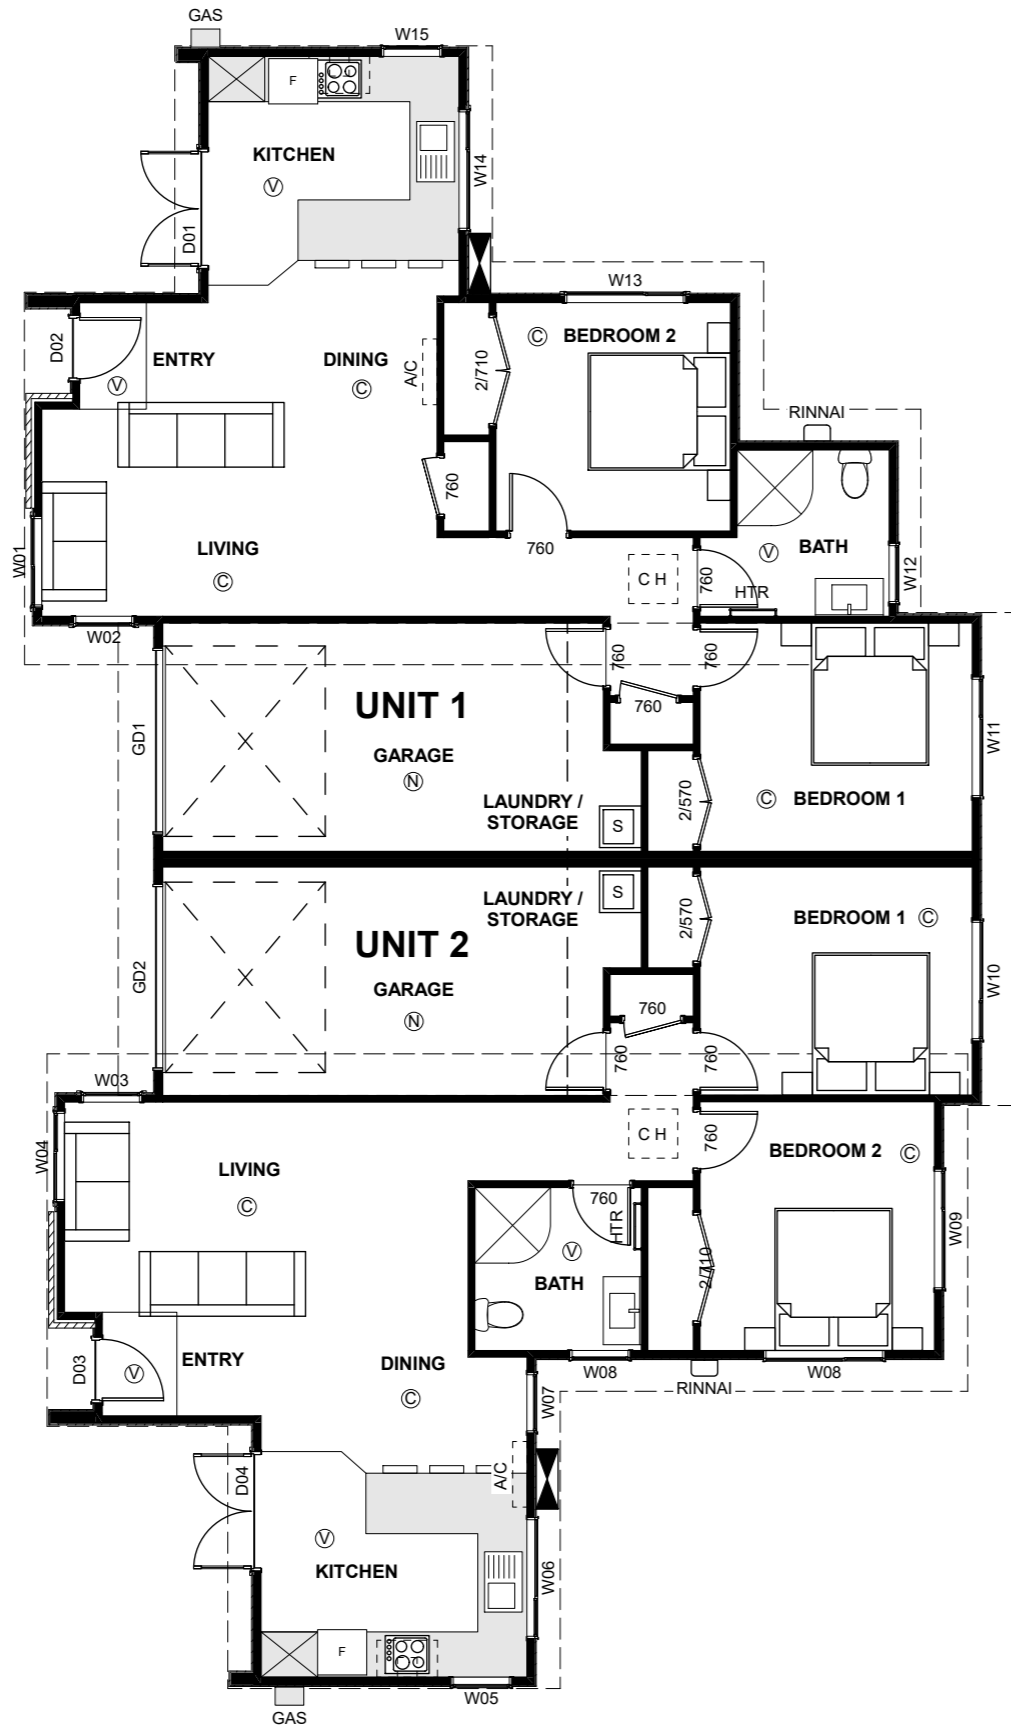 GAS
W15
F
KITCHEN
V
W14
D01
W13
D02
ENTRY
V
DINING
C
A/C
2/710
C
BEDROOM 2
RINNAI
760
LIVING
C
W01
760
C H
760
V
BATH
HTR
W12
W02
760
760
760
UNIT 1
GARAGE
N
GD1
LAUNDRY /
STORAGE
S
2/570
C
BEDROOM 1
W11
LAUNDRY /
STORAGE
S
2/570
BEDROOM 1
C
UNIT 2
GARAGE
N
GD2
W10
760
760
760
W03
W04
LIVING
C
C H
760
BEDROOM 2
C
760
HTR
V
BATH
2/710
W09
ENTRY
D03
V
DINING
C
W08
RINNAI
W08
W07
A/C
D04
V
KITCHEN
W06
F
W05
GAS